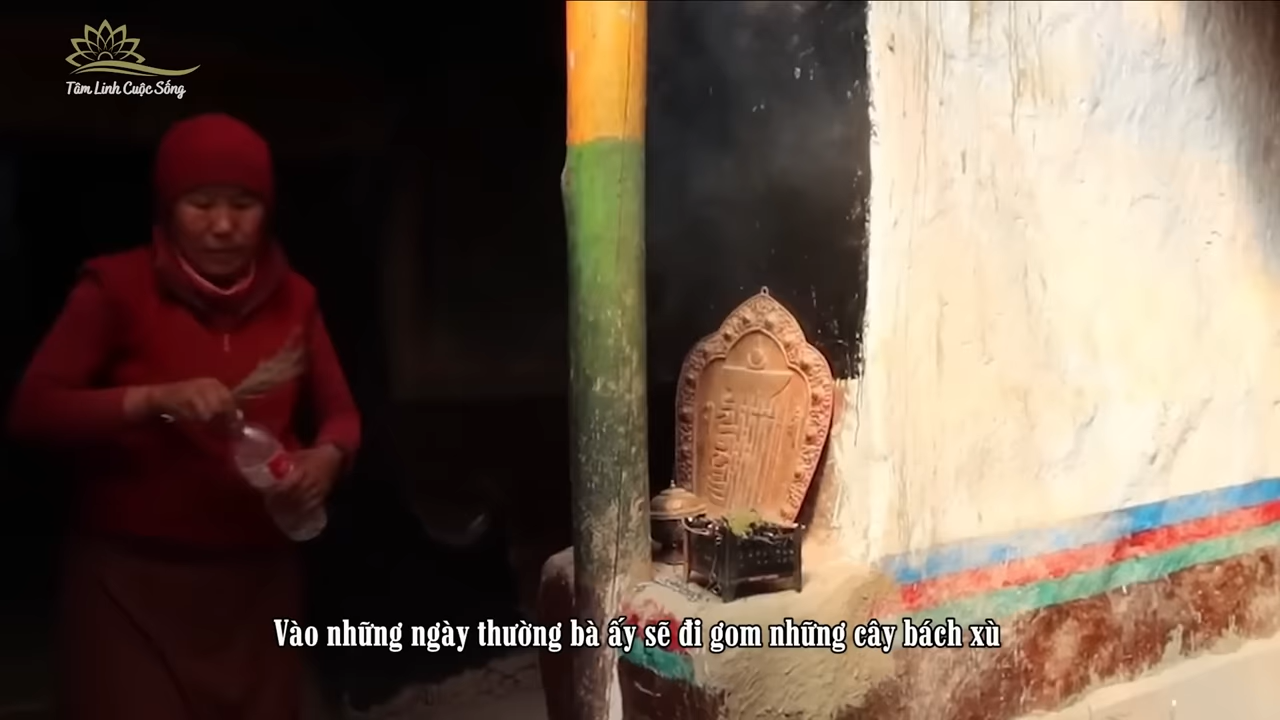 Tâm Linh Cuộc Sống
Vào những ngày thường bà ấy sẽ đi gom những cây bách xù